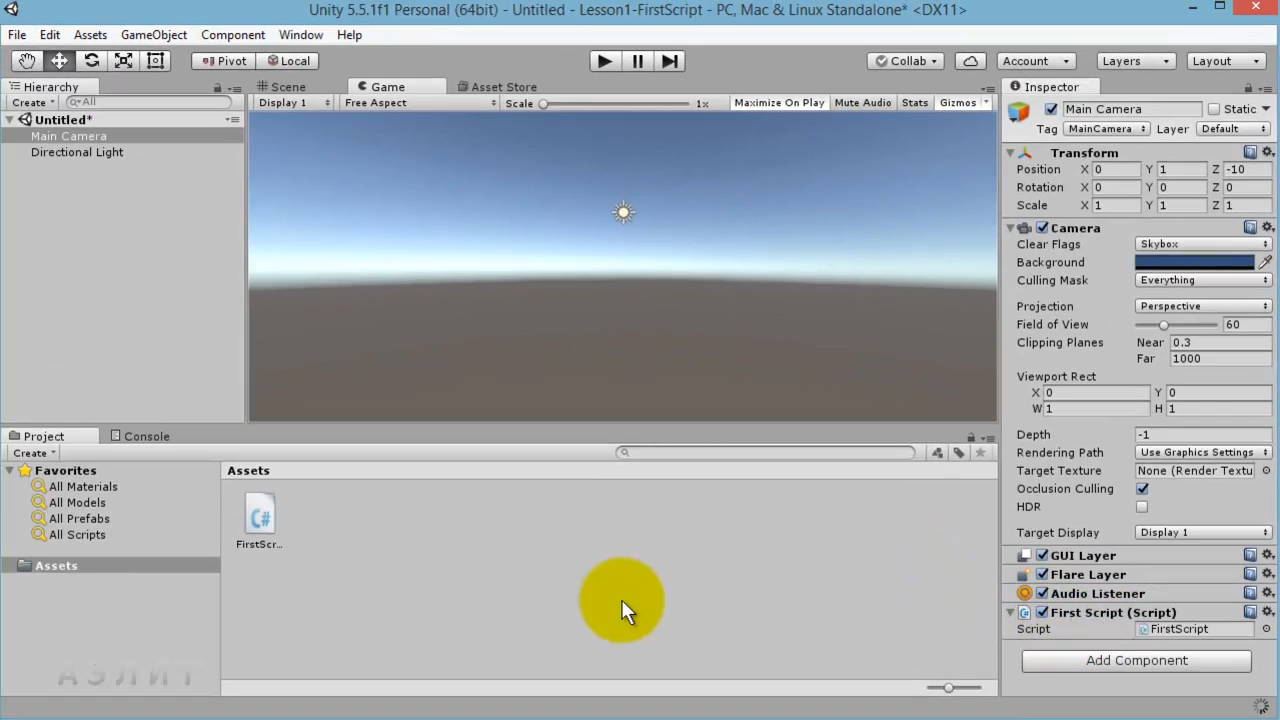 Unity 5.5.1f1 Personal (64bit) - Untitled - Lesson1-FirstScript - PC, Mac & Linux Standalone* <DX11>
File Edit Assets GameObject Component Window Help
Pivot Local Collab Account Layers Layout
Hierarchy
Create All
Untitled*
Main Camera
Directional Light
Scene Game Asset Store
Display 1 Free Aspect Scale 1x Maximize On Play Mute Audio Stats Gizmos
Inspector
Main Camera Static
Tag MainCamera Layer Default
Transform
Position X 0 Y 1 Z -10
Rotation X 0 Y 0 Z 0
Scale X 1 Y 1 Z 1
Camera
Clear Flags Skybox
Background
Culling Mask Everything
Projection Perspective
Field of View 60
Clipping Planes Near 0.3
Far 1000
Viewport Rect
X 0 Y 0
W 1 H 1
Depth -1
Rendering Path Use Graphics Settings
Target Texture None (Render Textu
Occlusion Culling
HDR
Target Display Display 1
GUI Layer
Flare Layer
Audio Listener
First Script (Script)
Script FirstScript
Add Component
Project Console
Create
Favorites
All Materials
All Models
All Prefabs
All Scripts
Assets
Assets
C#
FirstScr...
АЭЛИТ